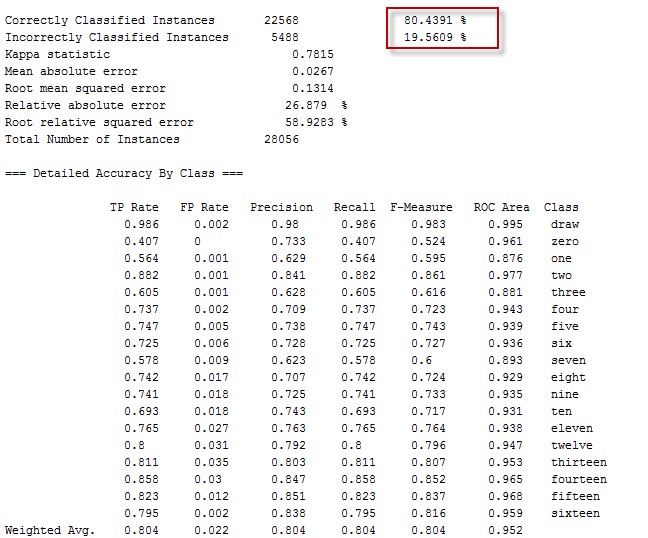 Correctly Classified Instances 22568 80.4391 %
Incorrectly Classified Instances 5488 19.5609 %
Kappa statistic 0.7815
Mean absolute error 0.0267
Root mean squared error 0.1314
Relative absolute error 26.879 %
Root relative squared error 58.9283 %
Total Number of Instances 28056
=== Detailed Accuracy By Class ===
TP Rate FP Rate Precision Recall F-Measure ROC Area Class
0.986 0.002 0.98 0.986 0.983 0.995 draw
0.407 0 0.733 0.407 0.524 0.961 zero
0.564 0.001 0.629 0.564 0.595 0.876 one
0.882 0.001 0.841 0.882 0.861 0.977 two
0.605 0.001 0.628 0.605 0.616 0.881 three
0.737 0.002 0.709 0.737 0.723 0.943 four
0.747 0.005 0.738 0.747 0.743 0.939 five
0.725 0.006 0.728 0.725 0.727 0.936 six
0.578 0.009 0.623 0.578 0.6 0.893 seven
0.742 0.017 0.707 0.742 0.724 0.929 eight
0.741 0.018 0.725 0.741 0.733 0.935 nine
0.693 0.018 0.743 0.693 0.717 0.931 ten
0.765 0.027 0.763 0.765 0.764 0.938 eleven
0.8 0.031 0.792 0.8 0.796 0.947 twelve
0.811 0.035 0.803 0.811 0.807 0.953 thirteen
0.858 0.03 0.847 0.858 0.852 0.965 fourteen
0.823 0.012 0.851 0.823 0.837 0.968 fifteen
0.795 0.002 0.838 0.795 0.816 0.959 sixteen
Weighted Avg. 0.804 0.022 0.804 0.804 0.804 0.952